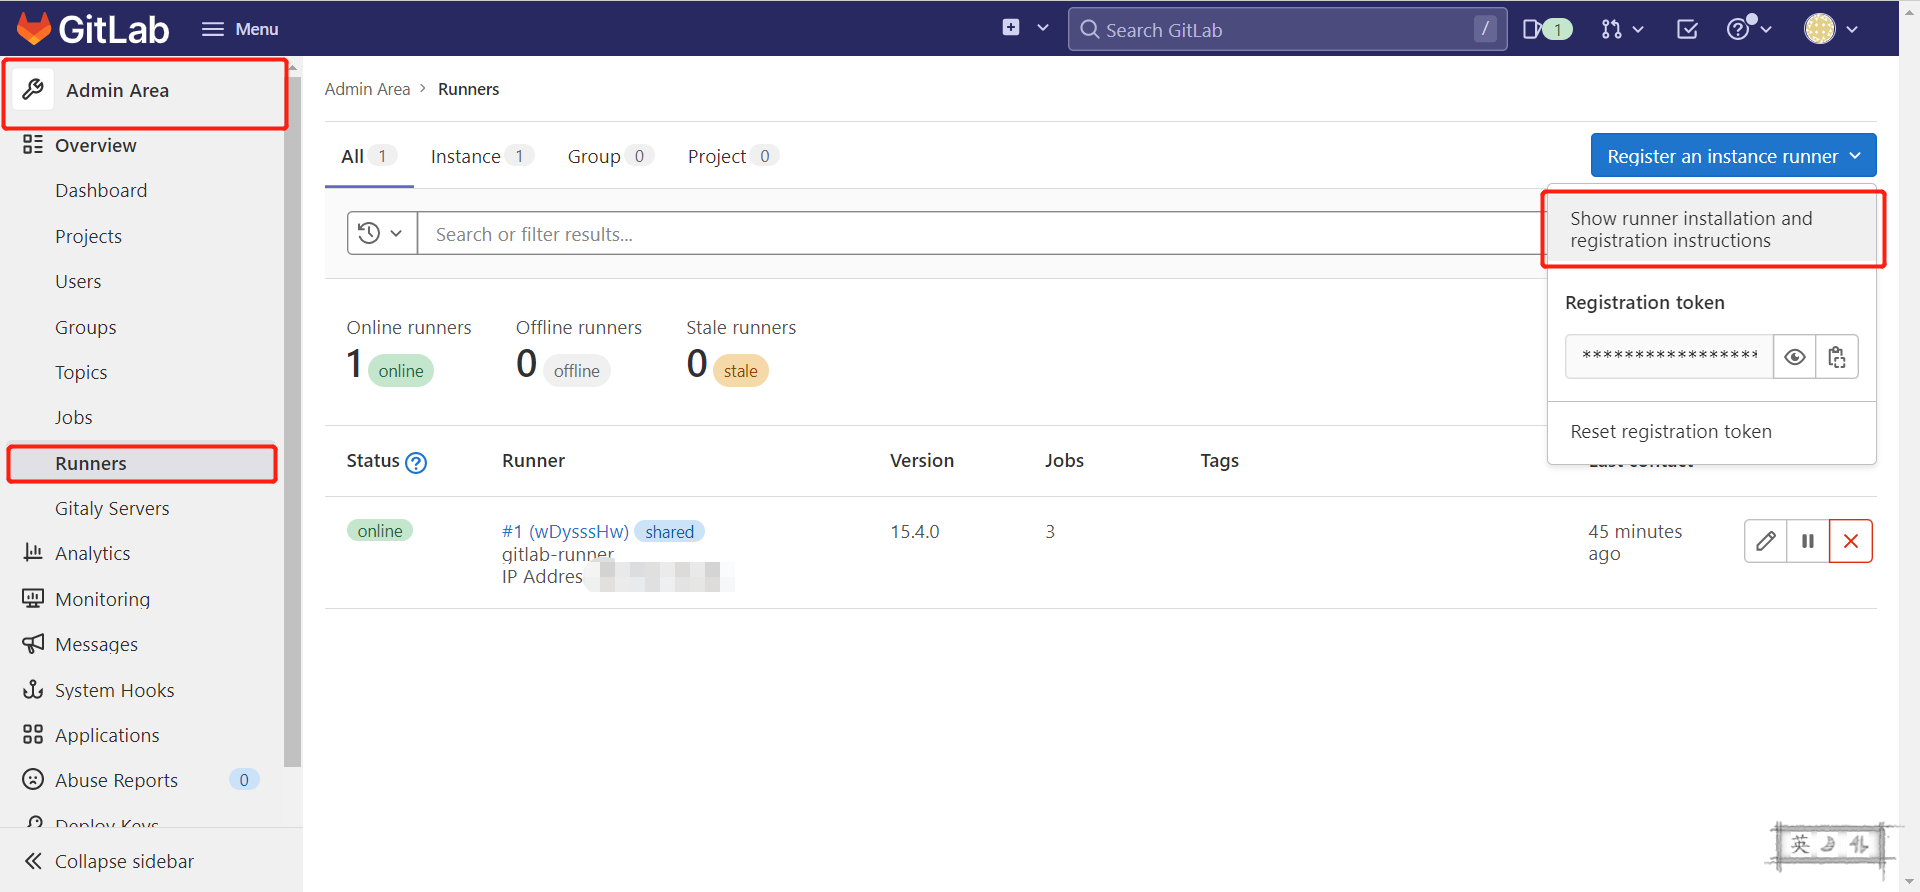 GitLab
Menu
Search GitLab
/
1
Admin Area
Overview
Dashboard
Projects
Users
Groups
Topics
Jobs
Runners
Gitaly Servers
Analytics
Monitoring
Messages
System Hooks
Applications
Abuse Reports 0
Deploy Keys
Collapse sidebar
Admin Area > Runners
All 1 Instance 1 Group 0 Project 0
Register an instance runner
Show runner installation and
registration instructions
Registration token
*****************
Reset registration token
Search or filter results...
Online runners Offline runners Stale runners
1 online 0 offline 0 stale
Status Runner Version Jobs Tags Last contact
online #1 (wDysssHw) shared 15.4.0 3 45 minutes
ago
gitlab-runner
IP Addres
英